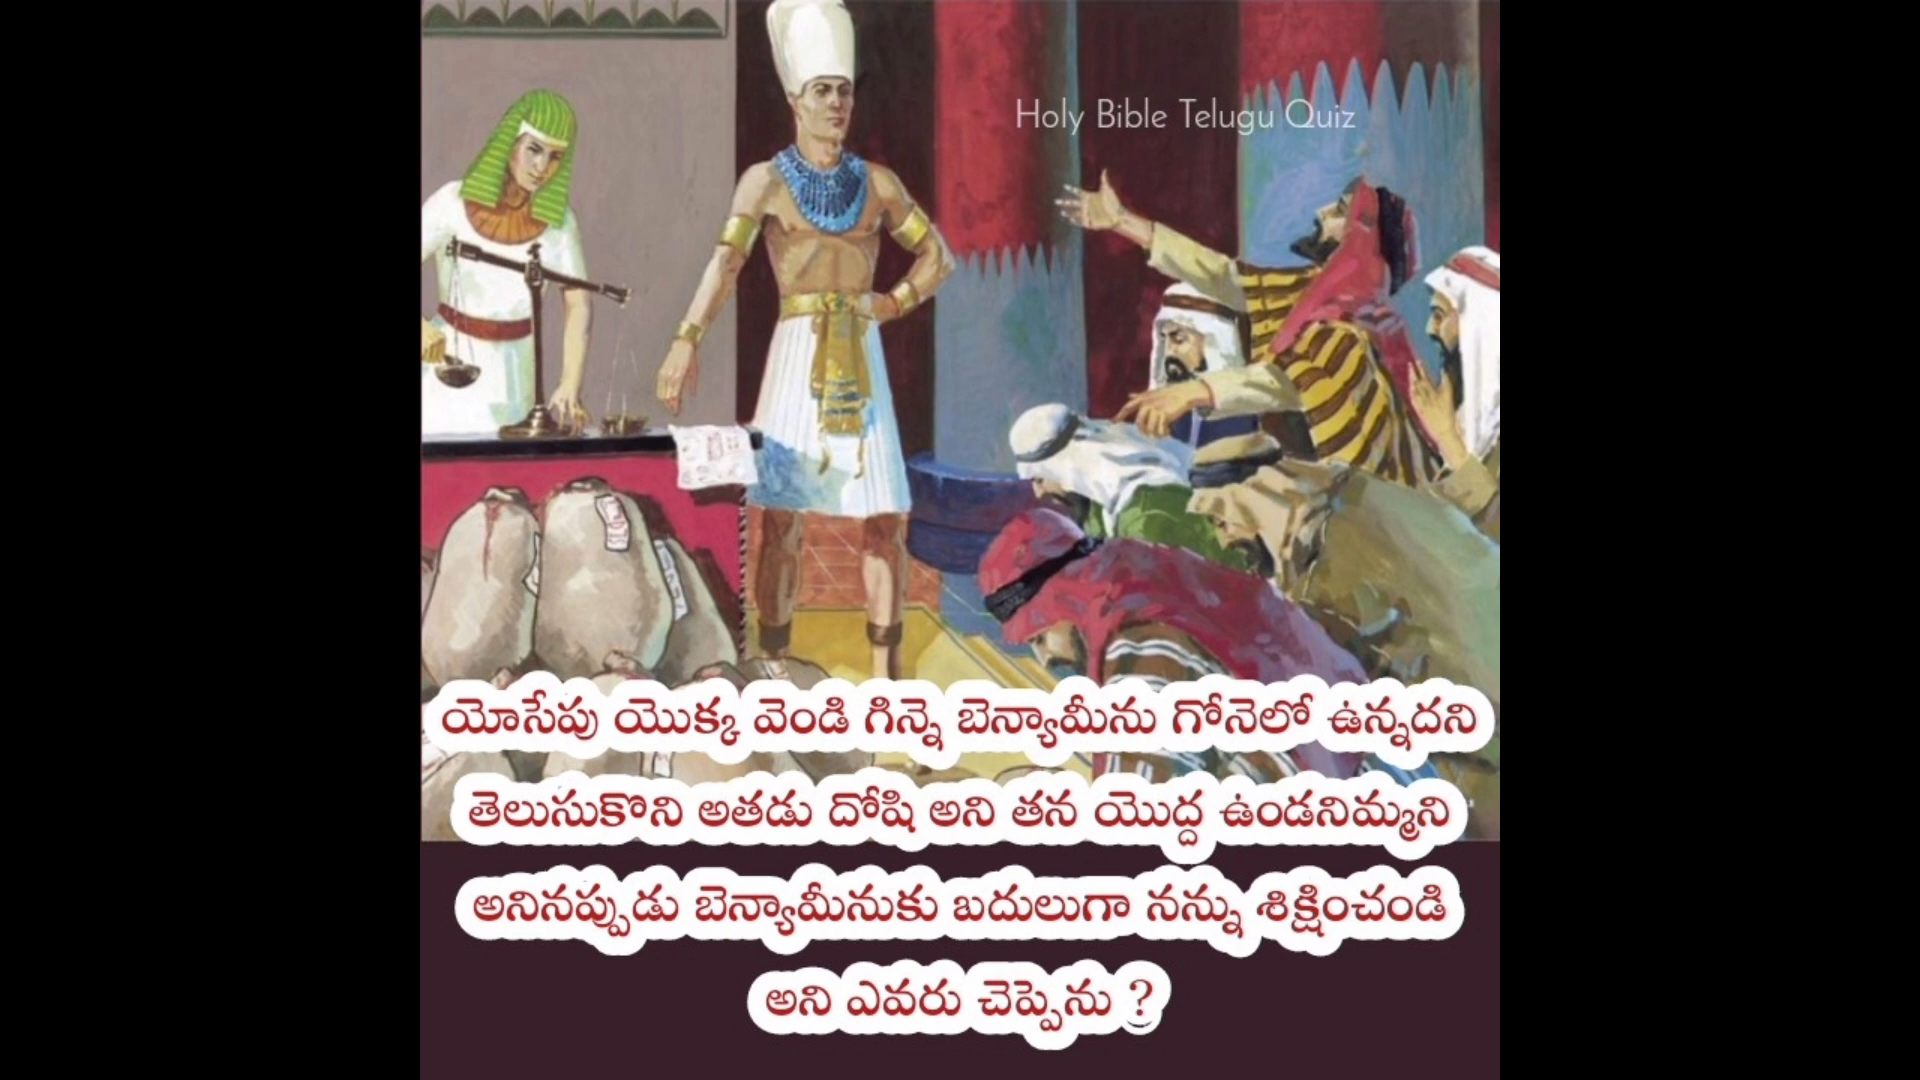 Holy Bible Telugu Quiz
యోసేపు యొక్క వెండి గిన్నె బెన్యామీను గోనెలో ఉన్నదని
తెలుసుకొని అతడు దోషి అని తన యొద్ద ఉండనిమ్మని
అనినప్పుడు బెన్యామీనుకు బదులుగా నన్ను శిక్షించండి
అని ఎవరు చెప్పెను ?